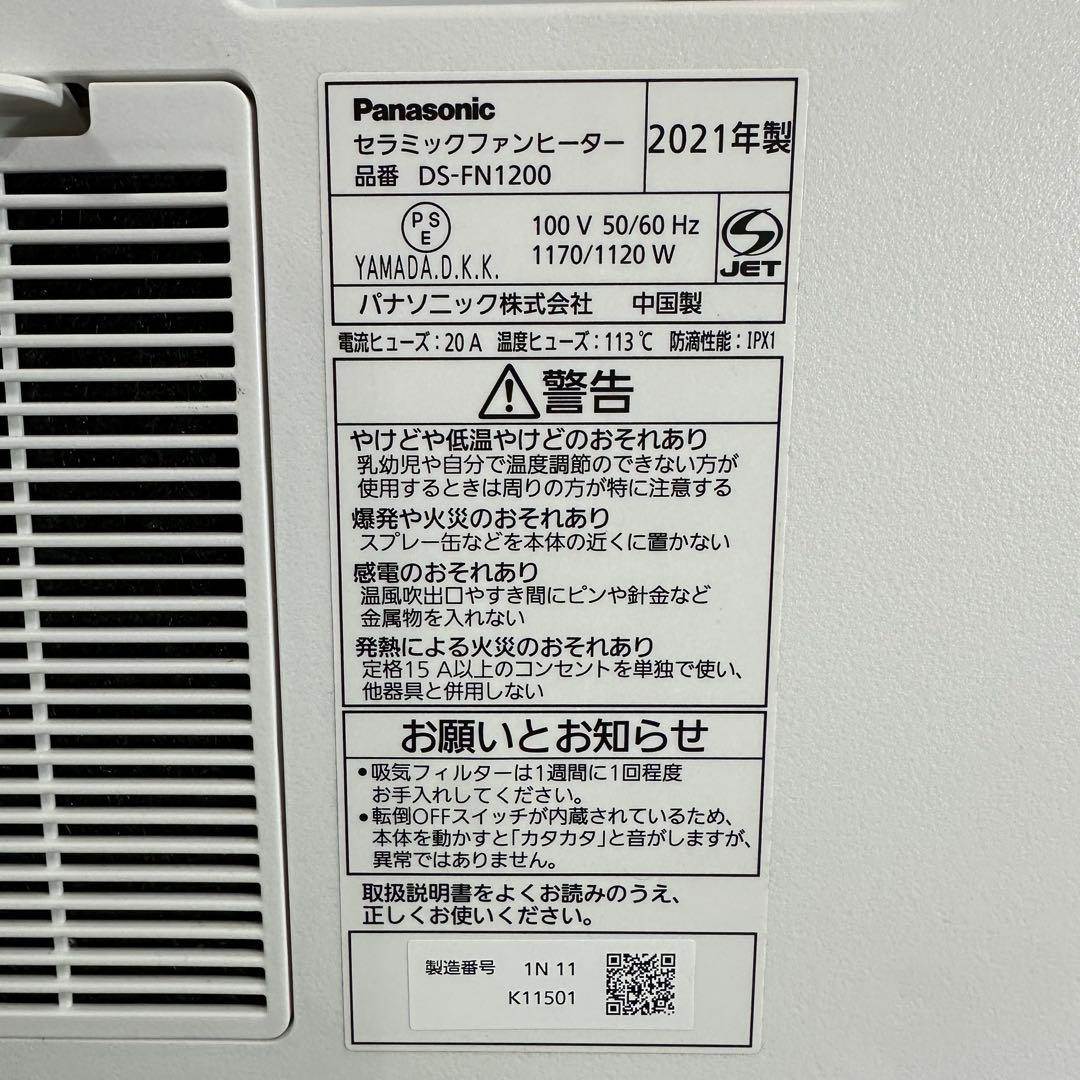 Panasonic
セラミックファンヒーター
品番 DS-FN1200
2021年製
PS
E
YAMADA.D.K.K.
100 V 50/60 Hz
1170/1120 W
JET
パナソニック株式会社 中国製
電流ヒューズ：20 A 温度ヒューズ：113 ℃ 防滴性能：IPX1
警告
やけどや低温やけどのおそれあり
乳幼児や自分で温度調節のできない方が
使用するときは周りの方が特に注意する
爆発や火災のおそれあり
スプレー缶などを本体の近くに置かない
感電のおそれあり
温風吹出口やすき間にピンや針金など
金属物を入れない
発熱による火災のおそれあり
定格15 A以上のコンセントを単独で使い、
他器具と併用しない
お願いとお知らせ
●吸気フィルターは1週間に1回程度
お手入れしてください。
●転倒OFFスイッチが内蔵されているため、
本体を動かすと「カタカタ」と音がしますが、
異常ではありません。
取扱説明書をよくお読みのうえ、
正しくお使いください。
製造番号 1N 11
K11501